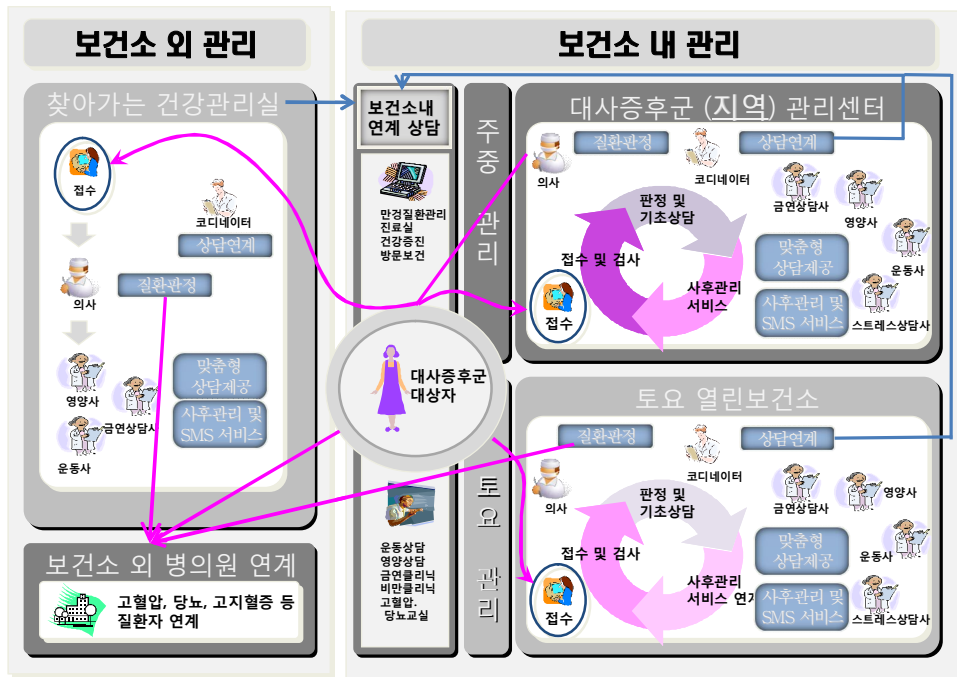 보건소 외 관리
찾아가는 건강관리실
접수
코디네이터
상담연계
의사
질환판정
영양사
금연상담사
운동사
맞춤형
상담제공
사후관리 및
SMS 서비스
보건소 외 병의원 연계
고혈압, 당뇨, 고지혈증 등
질환자 연계
보건소 내 관리
보건소내
연계 상담
만경질환관리
진료실
건강증진
방문보건
대사증후군
대상자
운동상담
영양상담
금연클리닉
비만클리닉
고혈압.
당뇨교실
주중 관리
토요 관리
대사증후군 (지역) 관리센터
의사
질환판정
코디네이터
상담연계
금연상담사
영양사
운동사
스트레스상담사
판정 및
기초상담
접수 및 검사
사후관리
서비스
접수
맞춤형
상담제공
사후관리 및
SMS 서비스
토요 열린보건소
질환판정
의사
코디네이터
상담연계
금연상담사
영양사
운동사
스트레스상담사
판정 및
기초상담
접수 및 검사
사후관리
서비스 연계
접수
맞춤형
상담제공
사후관리 및
SMS 서비스